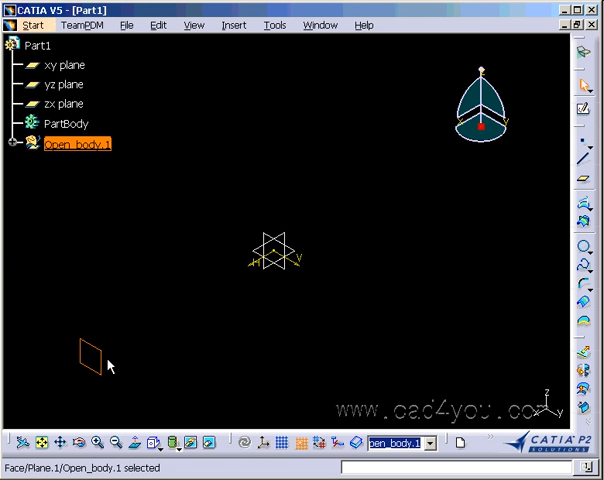 CATIA V5 - [Part1]
Start TeamPDM File Edit View Insert Tools Window Help
Part1
xy plane
yz plane
zx plane
PartBody
Open_body.1
z
H V
www.cad4you.co
z
x y
pen_body.1
CATIA P2
SOLUTIONS
Face/Plane.1/Open_body.1 selected